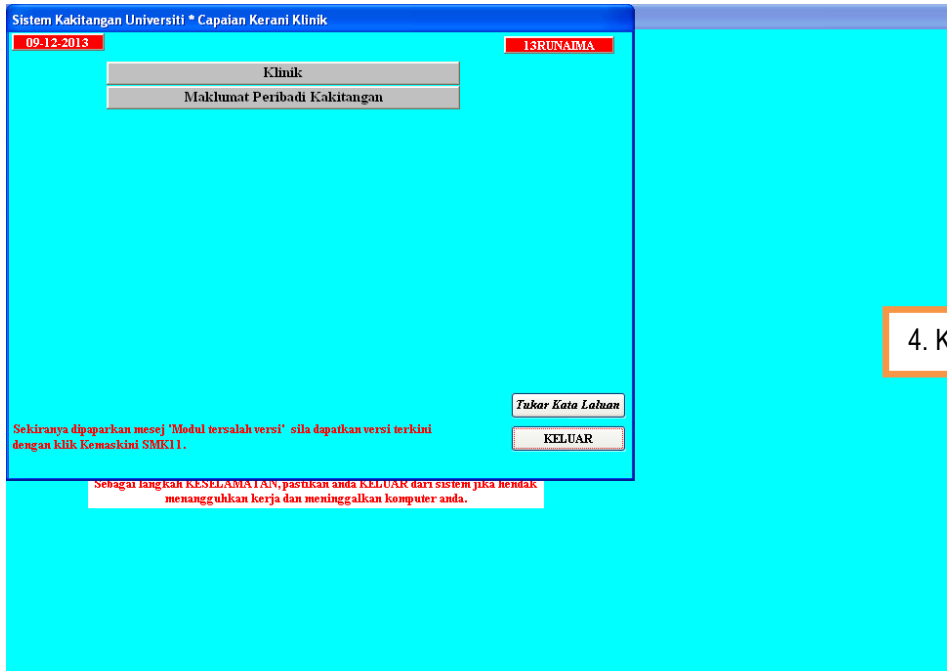 Sistem Kakitangan Universiti * Capaian Kerani Klinik
09-12-2013
13RUNAIMA
Klinik
Maklumat Peribadi Kakitangan
4. K
Tukar Kata Laluan
Sekiranya dipaparkan mesej 'Modul tersalah versi' sila dapatkan versi terkini
dengan klik Kemaskini SMK11.
KELUAR
Sebagai langkah KESELAMATAN, pastikan anda KELUAR dari sistem jika hendak
menangguhkan kerja dan meninggalkan komputer anda.